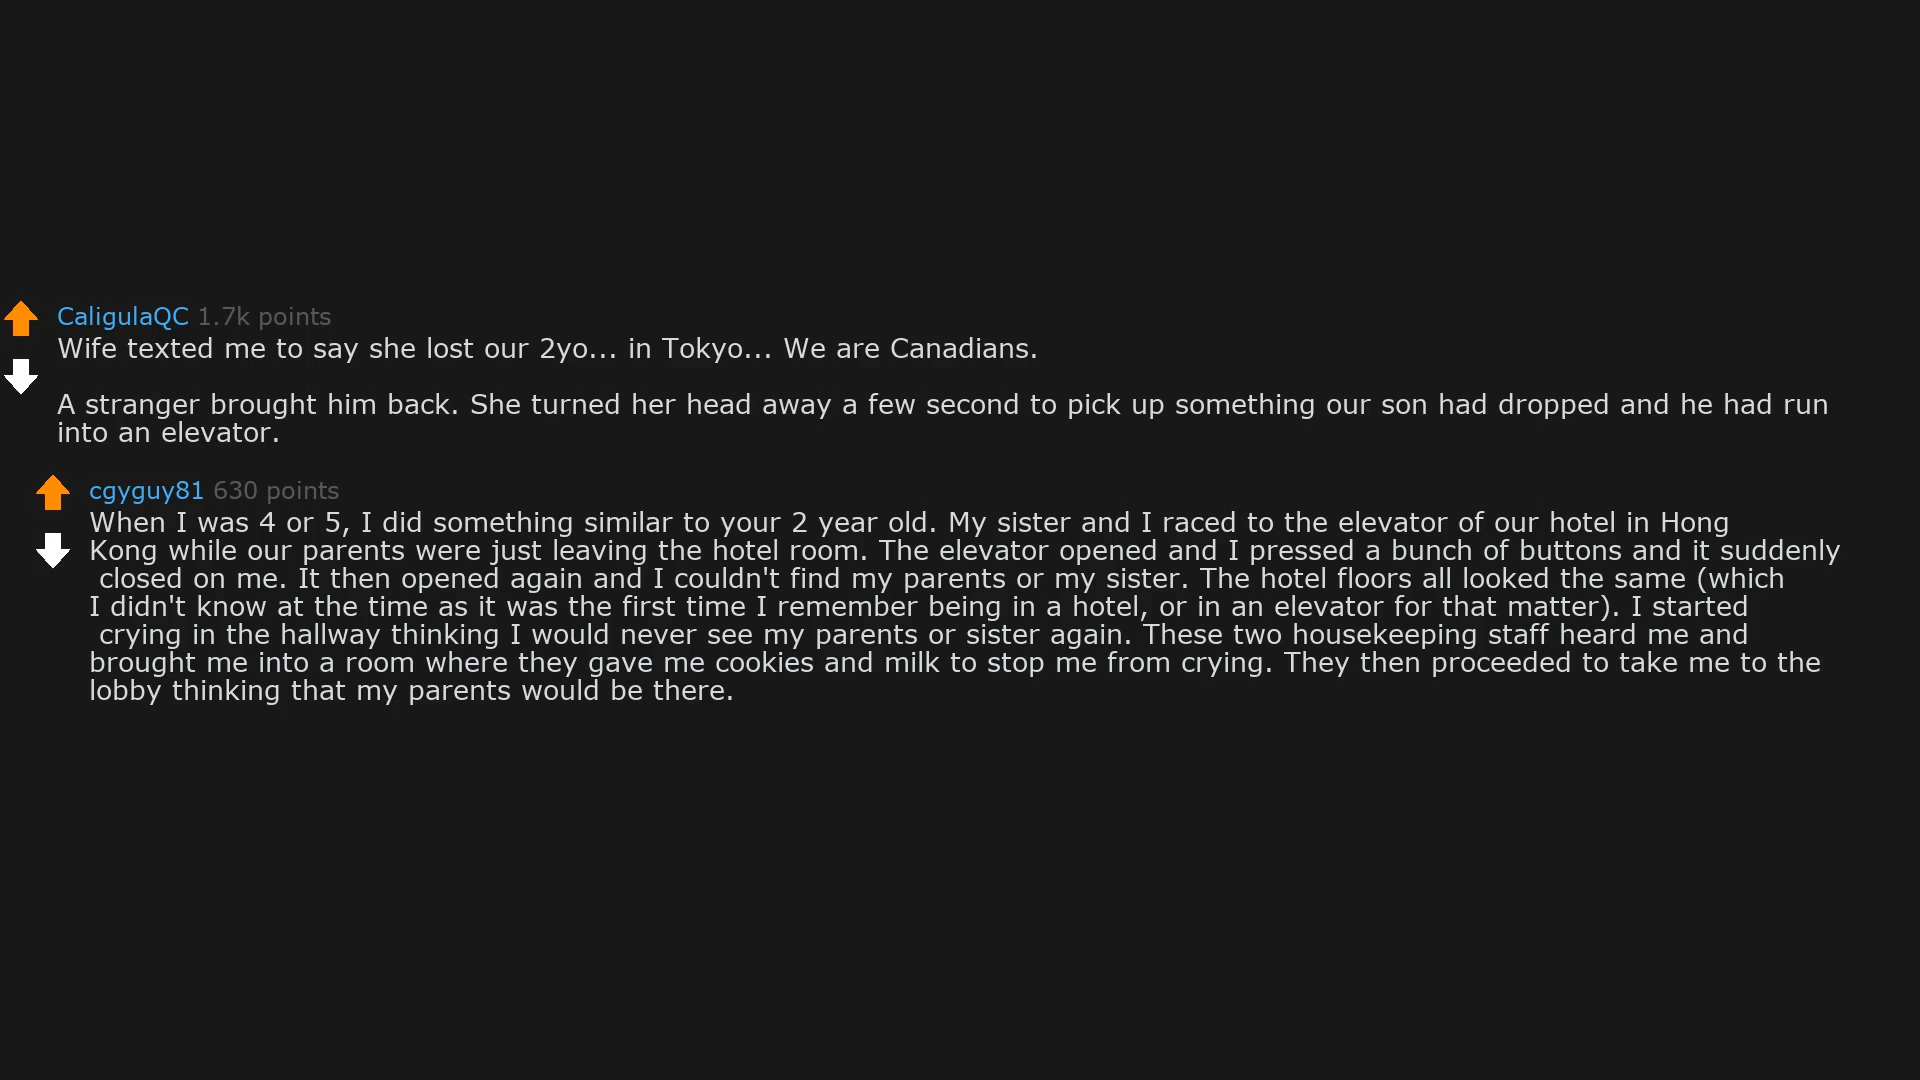 CaligulaQC 1.7k points
Wife texted me to say she lost our 2yo... in Tokyo... We are Canadians.
A stranger brought him back. She turned her head away a few second to pick up something our son had dropped and he had run
into an elevator.
cgyguy81 630 points
When I was 4 or 5, I did something similar to your 2 year old. My sister and I raced to the elevator of our hotel in Hong
Kong while our parents were just leaving the hotel room. The elevator opened and I pressed a bunch of buttons and it suddenly
closed on me. It then opened again and I couldn't find my parents or my sister. The hotel floors all looked the same (which
I didn't know at the time as it was the first time I remember being in a hotel, or in an elevator for that matter). I started
crying in the hallway thinking I would never see my parents or sister again. These two housekeeping staff heard me and
brought me into a room where they gave me cookies and milk to stop me from crying. They then proceeded to take me to the
lobby thinking that my parents would be there.